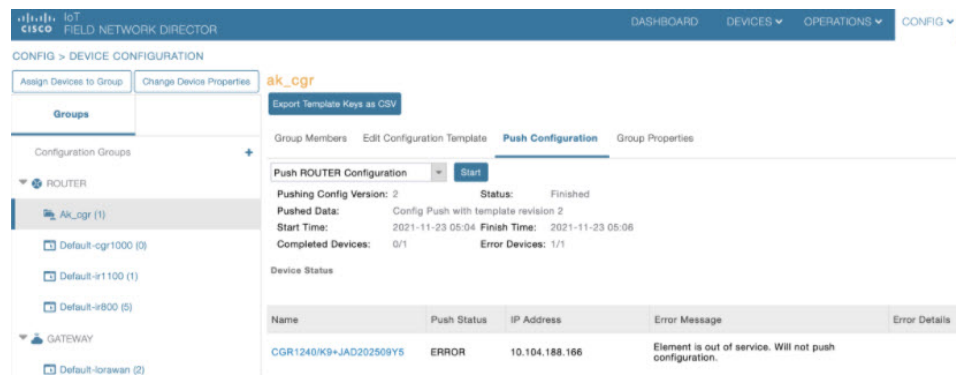 IoT
CISCO FIELD NETWORK DIRECTOR
DASHBOARD DEVICES OPERATIONS CONFIG
CONFIG > DEVICE CONFIGURATION
Assign Devices to Group Change Device Properties
Groups
Configuration Groups +
ROUTER
Ak_cgr (1)
Default-cgr1000 (0)
Default-ir1100 (1)
Default-ir800 (5)
GATEWAY
Default-lorawan (2)
ak_cgr
Export Template Keys as CSV
Group Members Edit Configuration Template Push Configuration Group Properties
Push ROUTER Configuration Start
Pushing Config Version: 2 Status: Finished
Pushed Data: Config Push with template revision 2
Start Time: 2021-11-23 05:04 Finish Time: 2021-11-23 05:06
Completed Devices: 0/1 Error Devices: 1/1
Device Status
Name Push Status IP Address Error Message Error Details
CGR1240/K9+JAD202509Y5 ERROR 10.104.188.166 Element is out of service. Will not push
configuration.